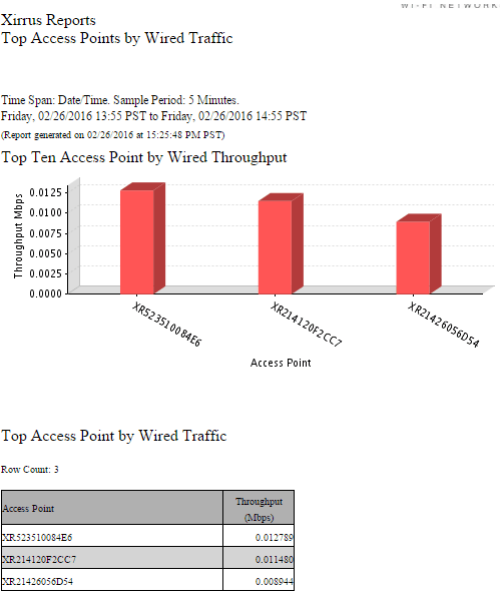 WI-FI NETWORK
Xirrus Reports
Top Access Points by Wired Traffic
Time Span: Date/Time. Sample Period: 5 Minutes.
Friday, 02/26/2016 13:55 PST to Friday, 02/26/2016 14:55 PST
(Report generated on 02/26/2016 at 15:25:48 PM PST)
Top Ten Access Point by Wired Throughput
Throughput Mbps
0.0125
0.0100
0.0075
0.0050
0.0025
0.0000
XR523510084E6
XR214120F2CC7
XR21426056D54
Access Point
Top Access Point by Wired Traffic
Row Count: 3
Access Point Throughput
(Mbps)
XR523510084E6 0.012789
XR214120F2CC7 0.011480
XR21426056D54 0.008944